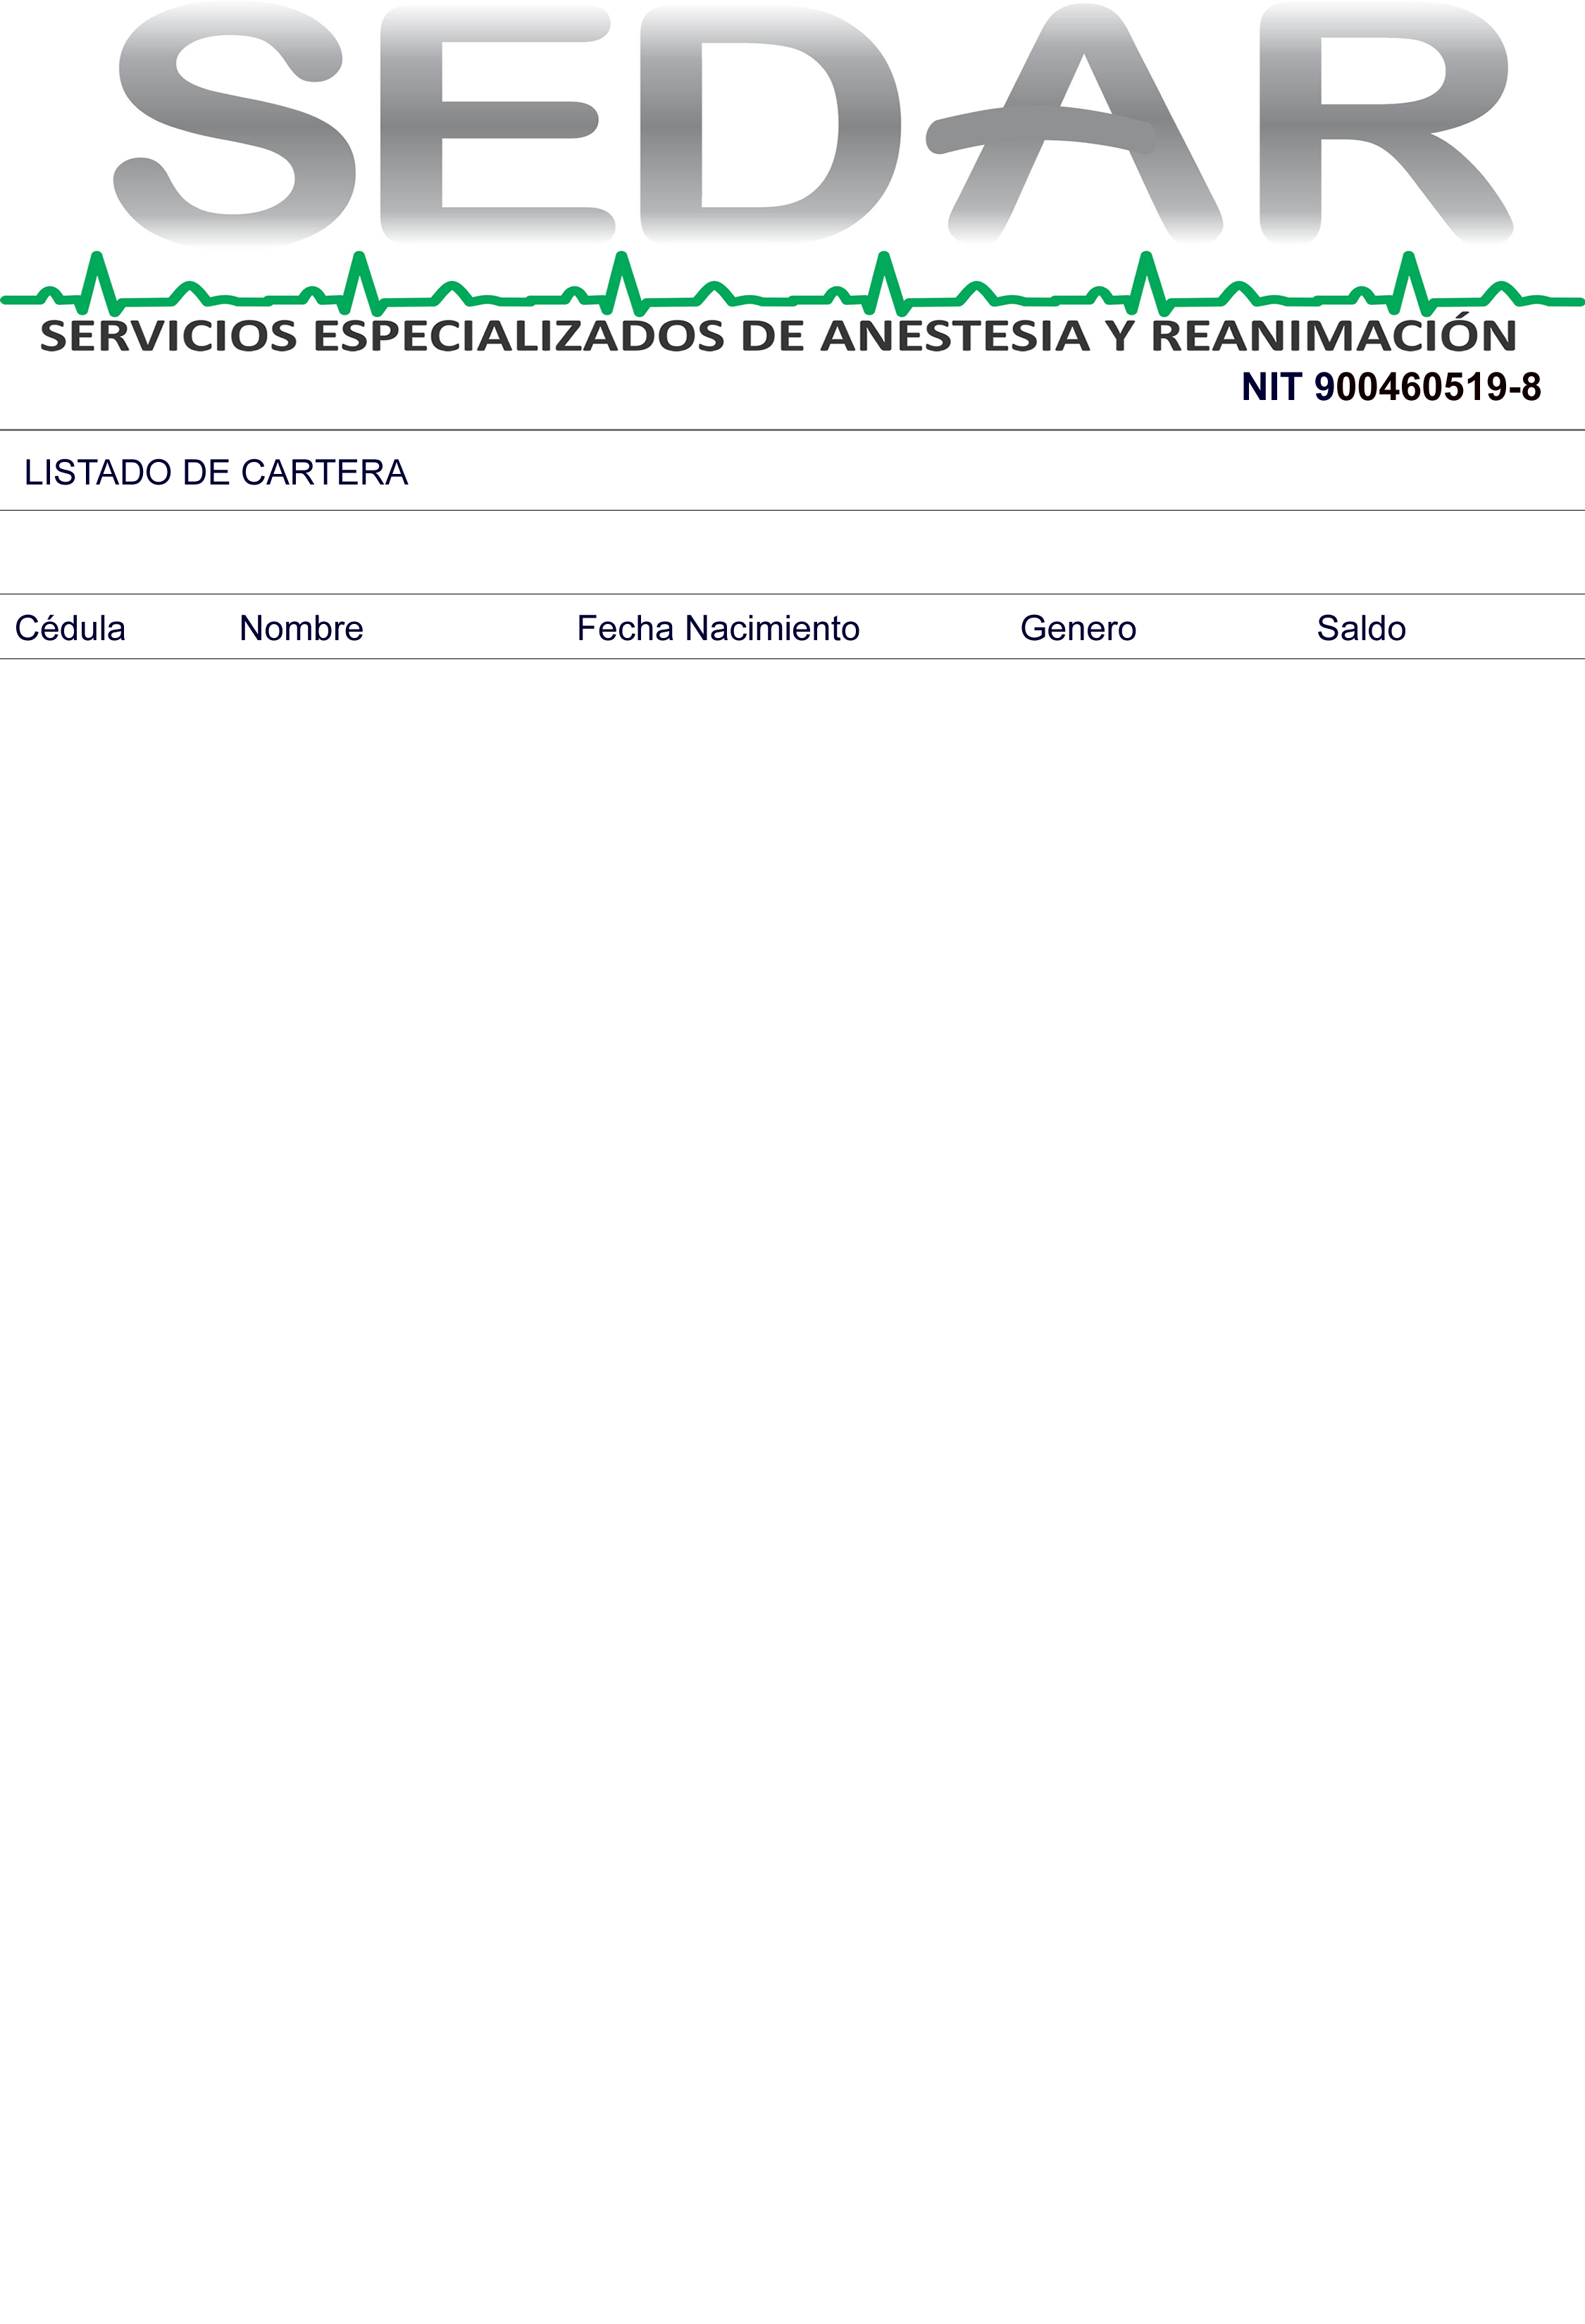 SEDAR
SERVICIOS ESPECIALIZADOS DE ANESTESIA Y REANIMACIÓN
NIT 900460519-8
LISTADO DE CARTERA
Cédula Nombre Fecha Nacimiento Genero Saldo